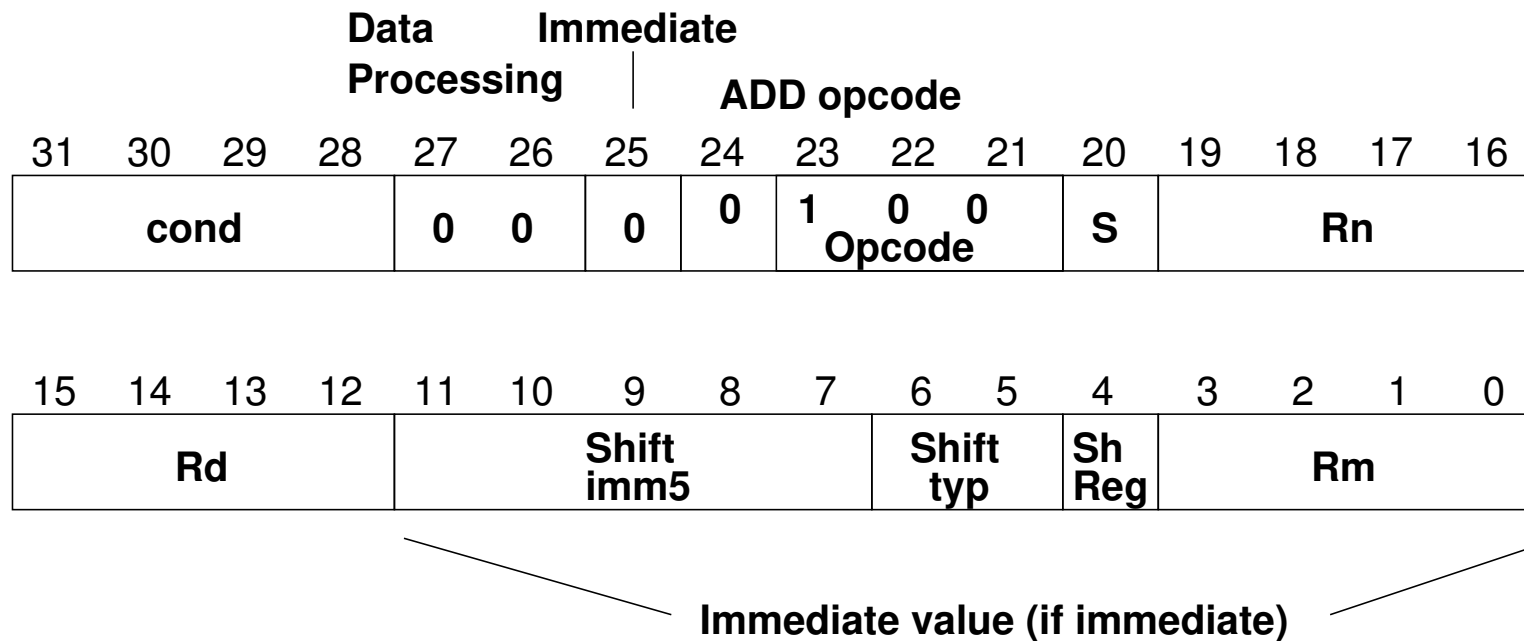 Data Immediate
Processing
ADD opcode
31 30 29 28 27 26 25 24 23 22 21 20 19 18 17 16
cond 0 0 0 0 1 0 0 S Rn
Opcode
15 14 13 12 11 10 9 8 7 6 5 4 3 2 1 0
Rd Shift Shift Sh Rm
imm5 typ Reg
Immediate value (if immediate)